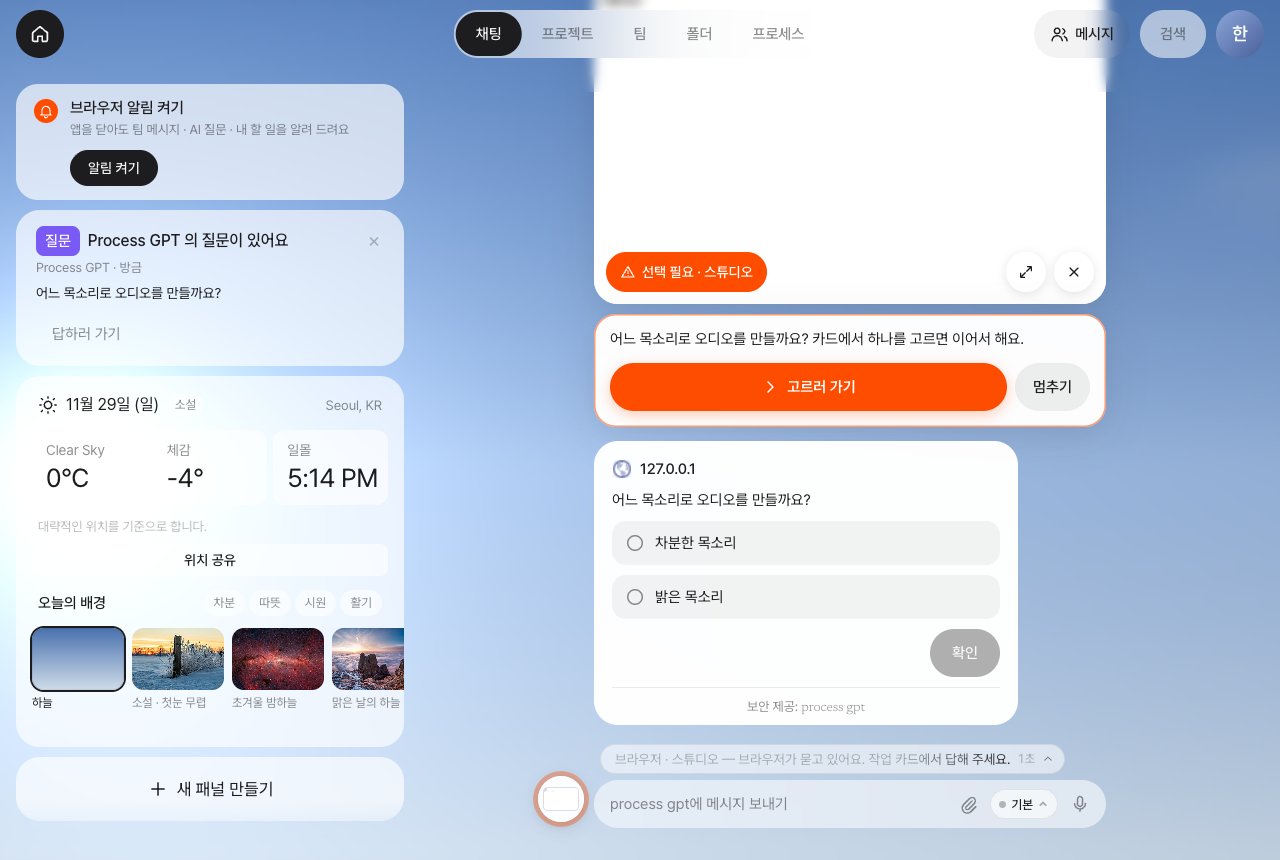 채팅
프로젝트
팀
폴더
프로세스
메시지
검색
한
브라우저 알림 켜기
앱을 닫아도 팀 메시지 · AI 질문 · 내 할 일을 알려 드려요
알림 켜기
질문 Process GPT 의 질문이 있어요
Process GPT · 방금
어느 목소리로 오디오를 만들까요?
답하러 가기
11월 29일 (일) 소설 Seoul, KR
Clear Sky 체감 일몰
0°C -4° 5:14 PM
대략적인 위치를 기준으로 합니다.
위치 공유
오늘의 배경 차분 따뜻 시원 활기
하늘 소설 · 첫눈 무렵 초겨울 밤하늘 맑은 날의 하늘
새 패널 만들기
선택 필요 · 스튜디오
어느 목소리로 오디오를 만들까요? 카드에서 하나를 고르면 이어서 해요.
고르러 가기 멈추기
127.0.0.1
어느 목소리로 오디오를 만들까요?
차분한 목소리
밝은 목소리
확인
보안 제공: process gpt
브라우저 · 스튜디오 — 브라우저가 묻고 있어요. 작업 카드에서 답해 주세요. 1초
process gpt에 메시지 보내기 기본